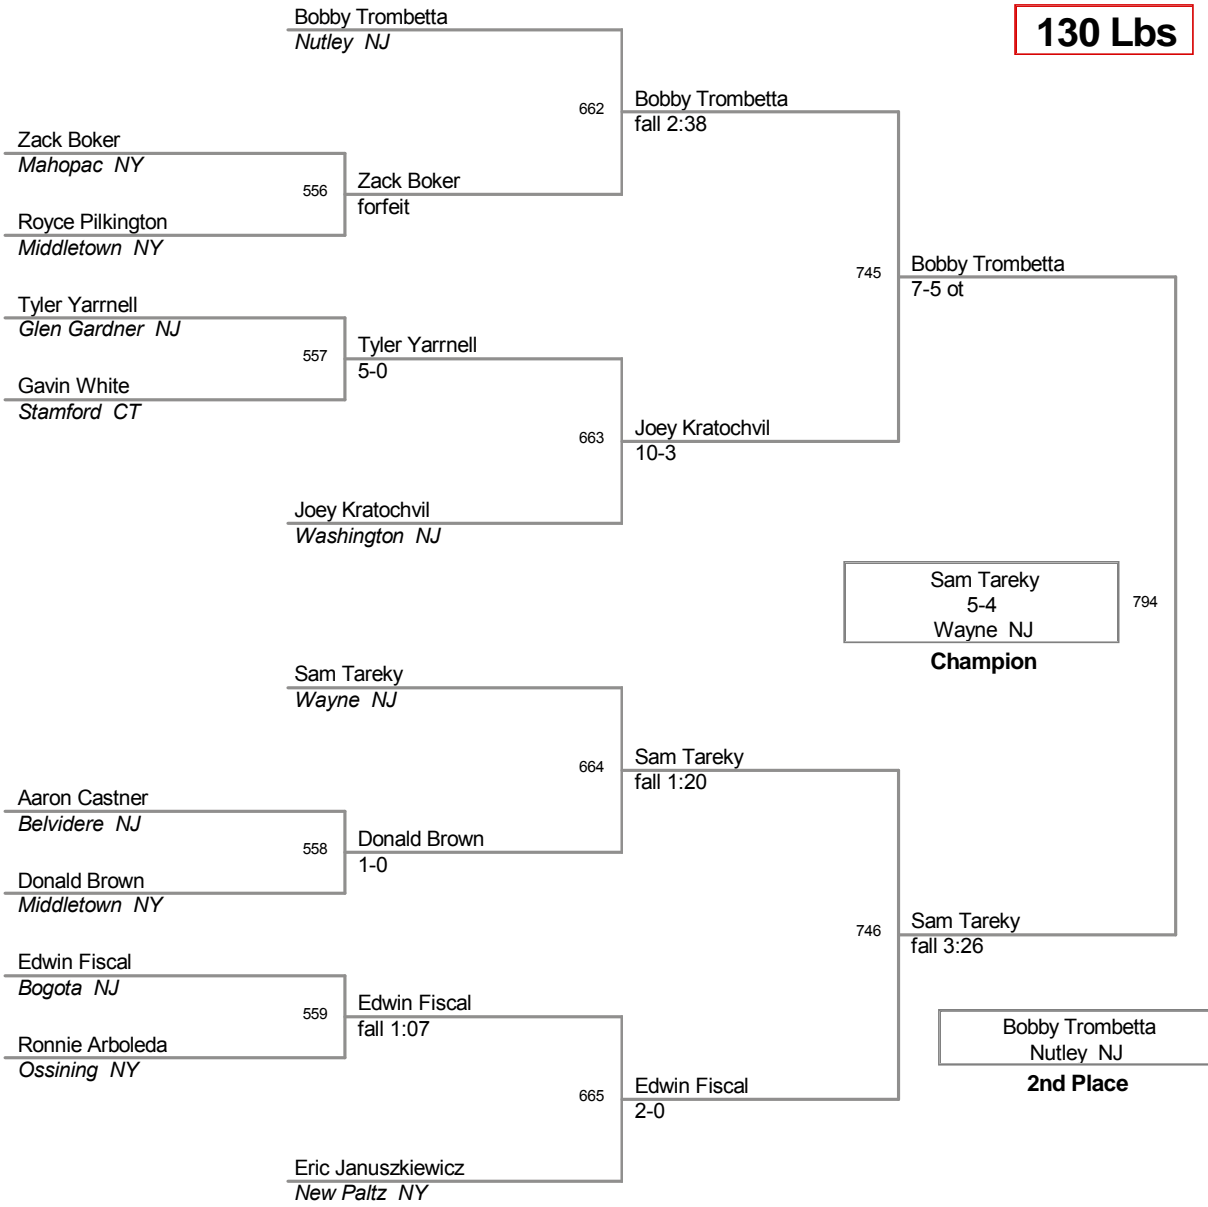 130 Lbs
Bobby Trombetta
Nutley NJ
662
Bobby Trombetta
fall 2:38
Zack Boker
Mahopac NY
556
Zack Boker
forfeit
Royce Pilkington
Middletown NY
745
Bobby Trombetta
7-5 ot
Tyler Yarrnell
Glen Gardner NJ
557
Tyler Yarrnell
5-0
Gavin White
Stamford CT
663
Joey Kratochvil
10-3
Joey Kratochvil
Washington NJ
Sam Tareky
5-4
Wayne NJ
Champion
794
Sam Tareky
Wayne NJ
664
Sam Tareky
fall 1:20
Aaron Castner
Belvidere NJ
558
Donald Brown
1-0
Donald Brown
Middletown NY
746
Sam Tareky
fall 3:26
Edwin Fiscal
Bogota NJ
559
Edwin Fiscal
fall 1:07
Ronnie Arboleda
Ossining NY
Bobby Trombetta
Nutley NJ
2nd Place
665
Edwin Fiscal
2-0
Eric Januszkiewicz
New Paltz NY